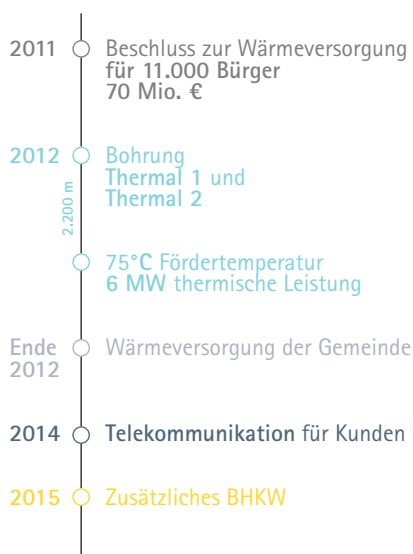 2011 Beschluss zur Wärmeversorgung
für 11.000 Bürger
70 Mio. €
2012 Bohrung
Thermal 1 und
Thermal 2
2.200 m
75°C Fördertemperatur
6 MW thermische Leistung
Ende Wärmeversorgung der Gemeinde
2012
2014 Telekommunikation für Kunden
2015 Zusätzliches BHKW